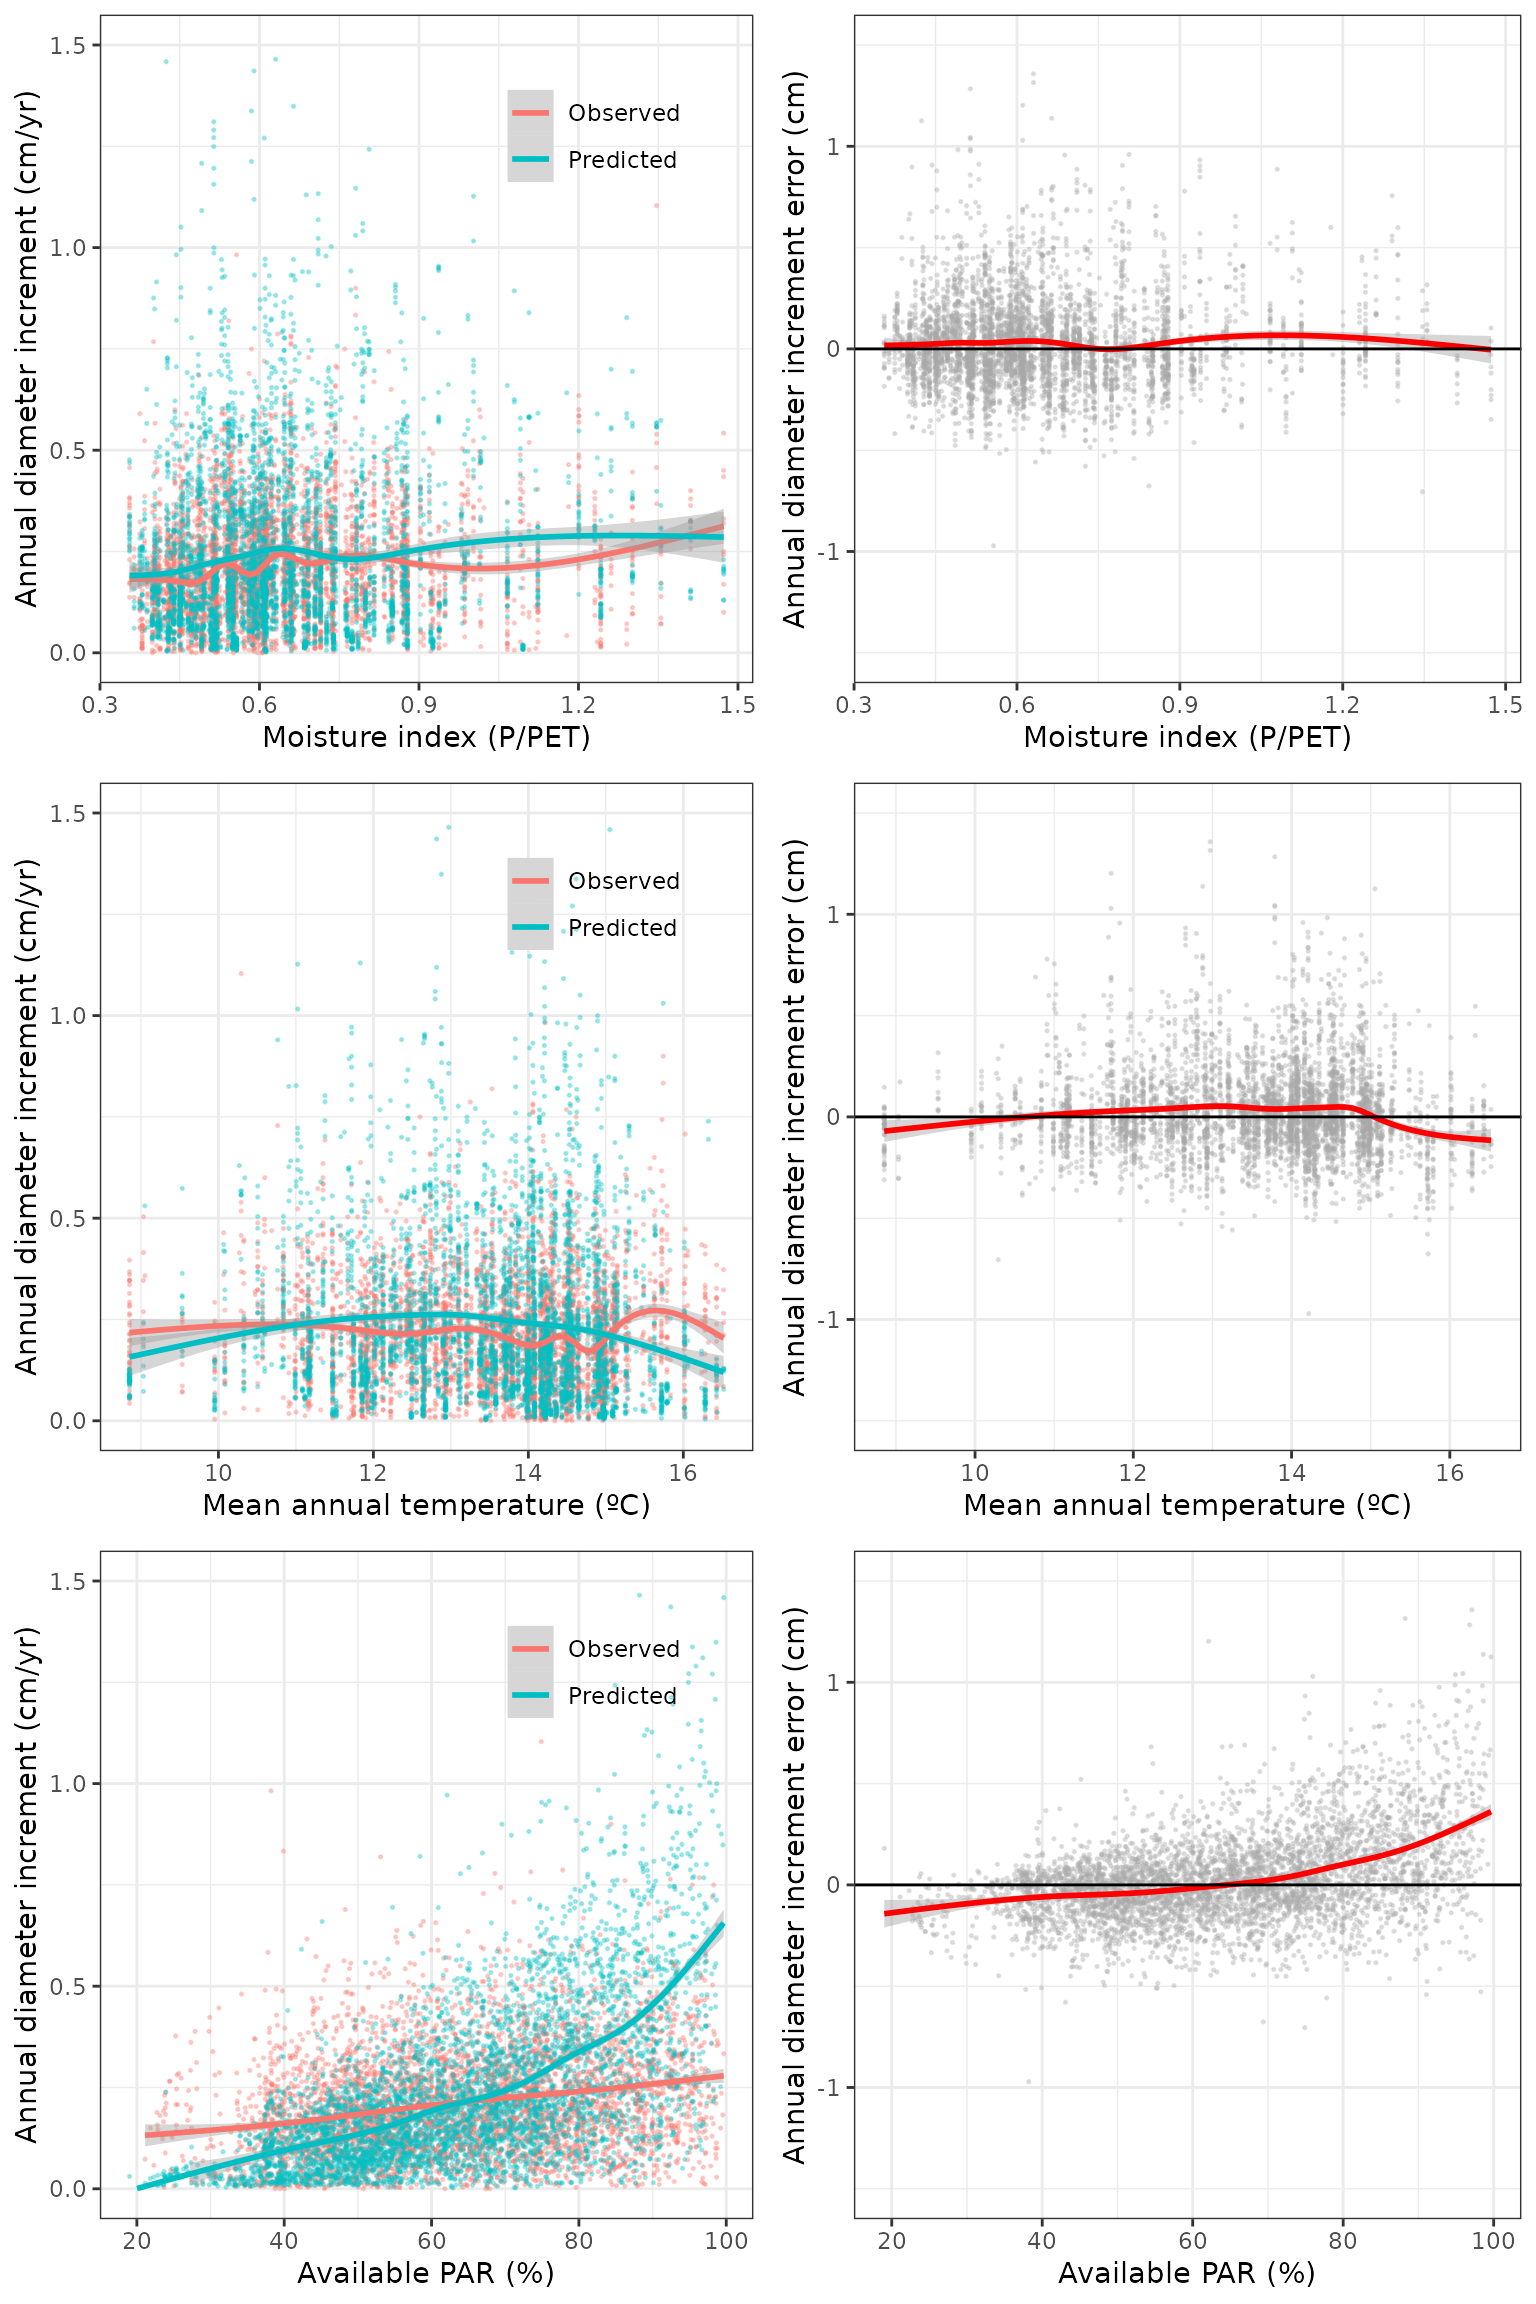 Annual diameter increment (cm/yr)
1.5
1.0
0.5
0.0
Observed
Predicted
0.3 0.6 0.9 1.2 1.5
Moisture index (P/PET)
Annual diameter increment error (cm)
1
0
-1
0.3 0.6 0.9 1.2 1.5
Moisture index (P/PET)
Annual diameter increment (cm/yr)
1.5
1.0
0.5
0.0
Observed
Predicted
10 12 14 16
Mean annual temperature (ºC)
Annual diameter increment error (cm)
1
0
-1
10 12 14 16
Mean annual temperature (ºC)
Annual diameter increment (cm/yr)
1.5
1.0
0.5
0.0
Observed
Predicted
20 40 60 80 100
Available PAR (%)
Annual diameter increment error (cm)
1
0
-1
20 40 60 80 100
Available PAR (%)